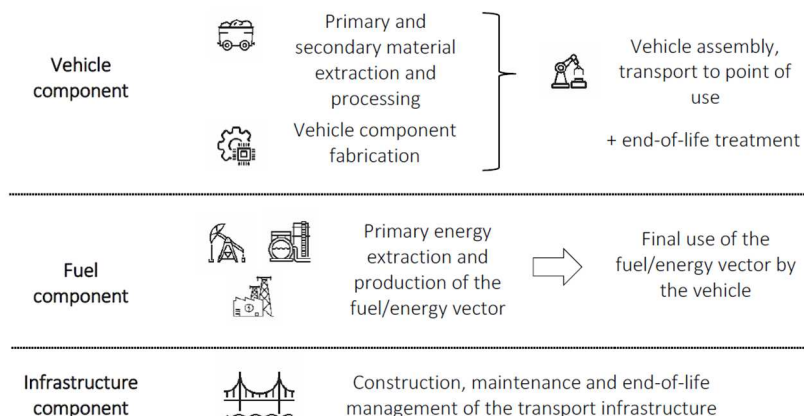 Vehicle
component
Primary and
secondary material
extraction and
processing
Vehicle component
fabrication
Vehicle assembly,
transport to point of
use
+ end-of-life treatment
Fuel
component
Primary energy
extraction and
production of the
fuel/energy vector
Final use of the
fuel/energy vector by
the vehicle
Infrastructure
component
Construction, maintenance and end-of-life
management of the transport infrastructure